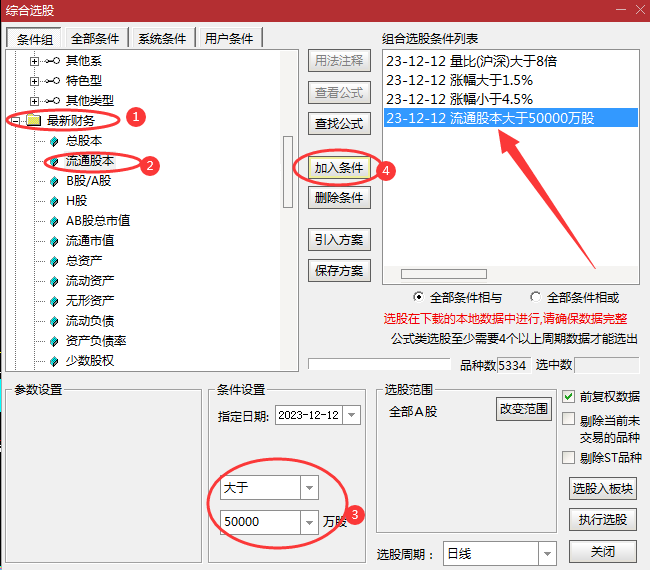 综合选股
条件组 全部条件 系统条件 用户条件
其他系
特色型
其他类型
最新财务 1
总股本
流通股本 2
B股/A股
H股
AB股总市值
流通市值
总资产
流动资产
无形资产
流动负债
资产负债率
少数股权
用法注释
查看公式
查找公式
加入条件 4
删除条件
引入方案
保存方案
组合选股条件列表
23-12-12 量比(沪深)大于8倍
23-12-12 涨幅大于1.5%
23-12-12 涨幅小于4.5%
23-12-12 流通股本大于50000万股
全部条件相与 全部条件相或
选股在下载的本地数据中进行,请确保数据完整
公式类选股至少需要4个以上周期数据才能选出
品种数 5334 选中数
参数设置
条件设置
指定日期: 2023-12-12
大于
50000 万股 3
选股范围
全部A股 改变范围
选股周期： 日线
前复权数据
剔除当前未
交易的品种
剔除ST品种
选股入板块
执行选股
关闭